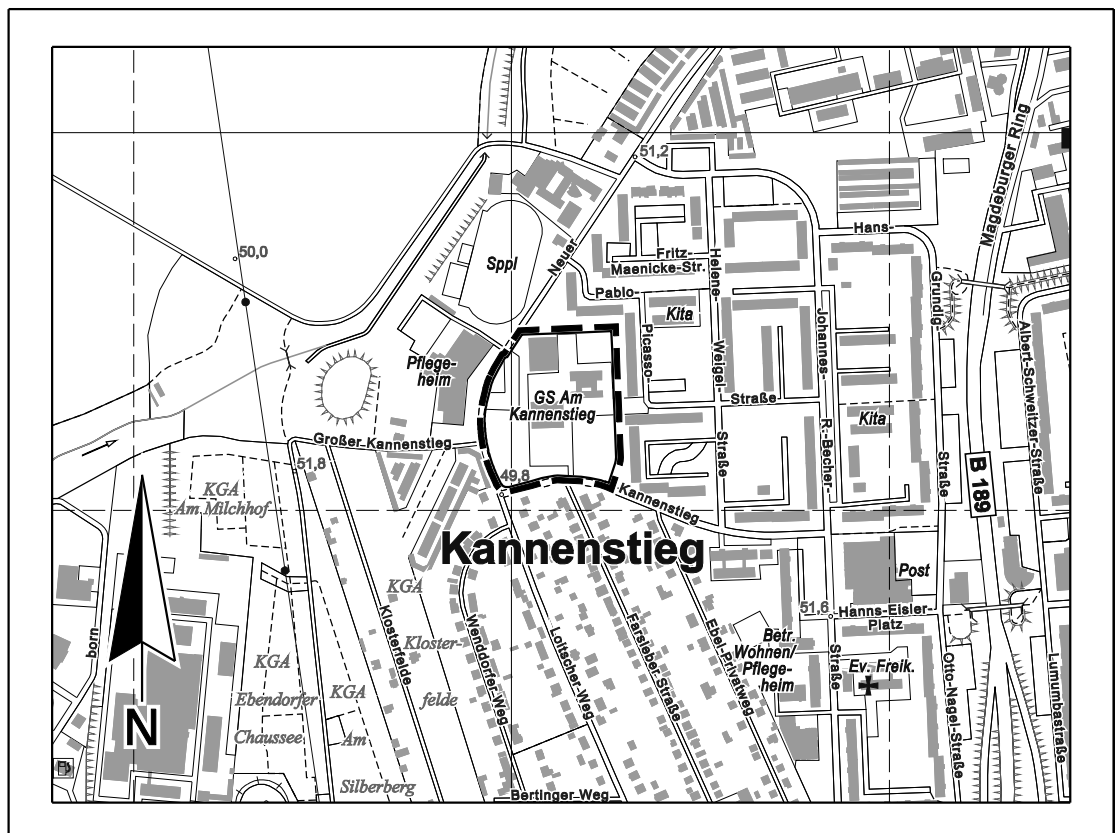 51,2
Magdeburger Ring
50,0
Sppl
Neuer
Fritz-
Maenicke-Str.
Helene-
Hans-
Grundig-
Pablo-
Kita
Picasso-
Weigel-
Johannes-
Albert-Schweitzer-Straße
Pflege-
heim
GS Am
Kannenstieg
Straße
Kita
Großer Kannenstieg
R.-Becher-
Straße
Straße
51,8
49,8
B 189
KGA
Am Milchhof
Kannenstieg
Kannenstieg
Post
KGA
51,6
Hanns-Eisler-
Platz
born
Klosterfelde
Kloster-
felde
Wenddorfer Weg
Loitscher Weg
Farsleber Straße
Ebel-Privatweg
Betr.
Wohnen/
Pflege-
heim
Straße
Ev. Freik.
Otto-Nagel-Straße
Lumumbastraße
KGA
Ebendorfer
Chaussee
KGA
Am
Silberberg
N
Bertinger Weg